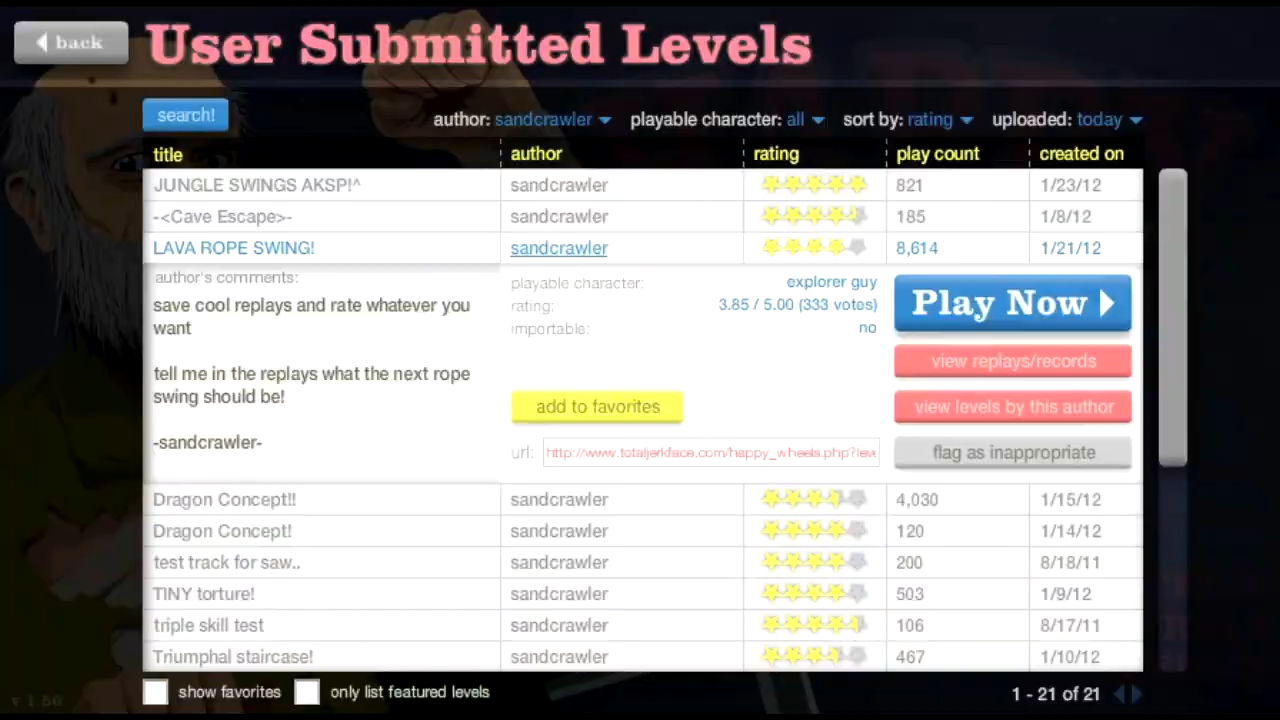 back
User Submitted Levels
search!
author: sandcrawler playable character: all sort by: rating uploaded: today
title author rating play count created on
JUNGLE SWINGS AKSP!^ sandcrawler 821 1/23/12
-<Cave Escape>- sandcrawler 185 1/8/12
LAVA ROPE SWING! sandcrawler 8,614 1/21/12
author's comments:
save cool replays and rate whatever you
want
tell me in the replays what the next rope
swing should be!
-sandcrawler-
playable character: explorer guy
rating: 3.85 / 5.00 (333 votes)
importable: no
add to favorites
url: http://www.totaljerkface.com/happy_wheels.php?leve
Play Now
view replays/records
view levels by this author
flag as inappropriate
Dragon Concept!! sandcrawler 4,030 1/15/12
Dragon Concept! sandcrawler 120 1/14/12
test track for saw.. sandcrawler 200 8/18/11
TINY torture! sandcrawler 503 1/9/12
triple skill test sandcrawler 106 8/17/11
Triumphal staircase! sandcrawler 467 1/10/12
show favorites only list featured levels 1 - 21 of 21
v 1.56